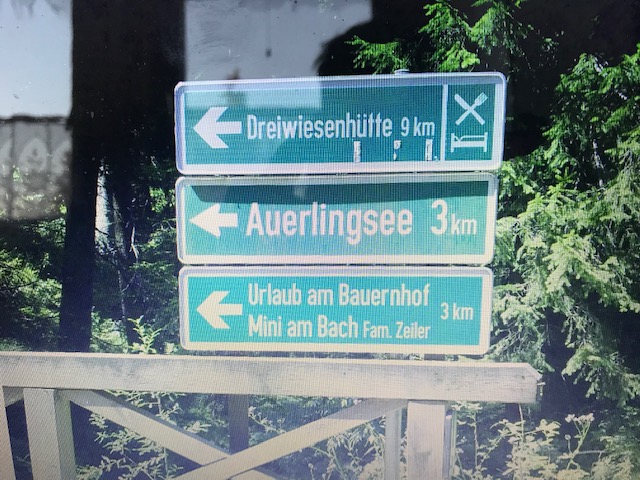 Dreiwiesenhütte 9 km
Auerlingsee 3 km
Urlaub am Bauernhof
Mini am Bach Fam. Zeiler 3 km